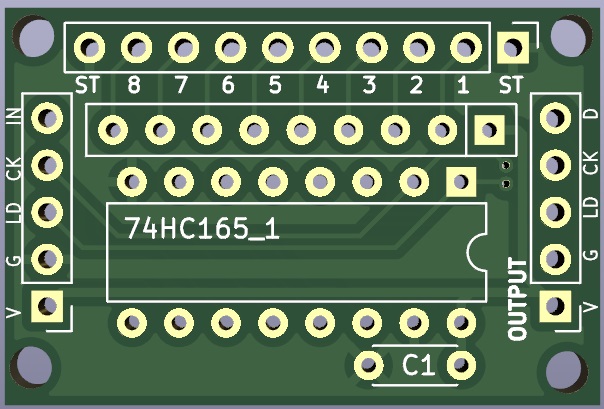 ST 8 7 6 5 4 3 2 1 ST
IN
CK
LD
G
V
D
CK
LD
G
V
74HC165_1
OUTPUT
C1